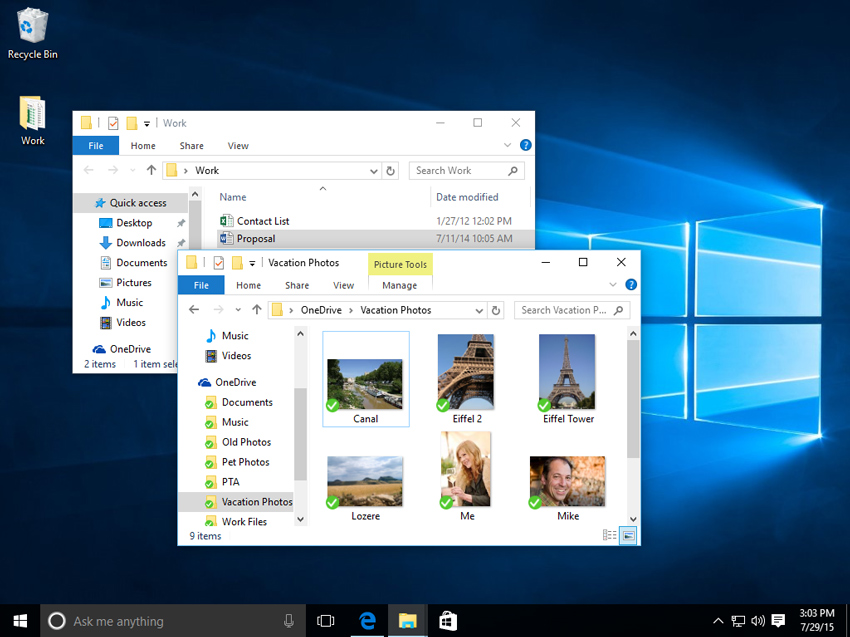 Recycle Bin
Work
Work
File Home Share View
Work
Search Work
Quick access
Desktop
Downloads
Documents
Pictures
Music
Videos
OneDrive
Name Date modified
Contact List 1/27/12 12:02 PM
Proposal 7/11/14 10:05 AM
2 items 1 item sele
Vacation Photos
Picture Tools
File Home Share View Manage
OneDrive Vacation Photos
Search Vacation P...
Music
Videos
OneDrive
Documents
Music
Old Photos
Pet Photos
PTA
Vacation Photos
Work Files
Canal Eiffel 2 Eiffel Tower
Lozere Me Mike
9 items
Ask me anything
3:03 PM
7/29/15